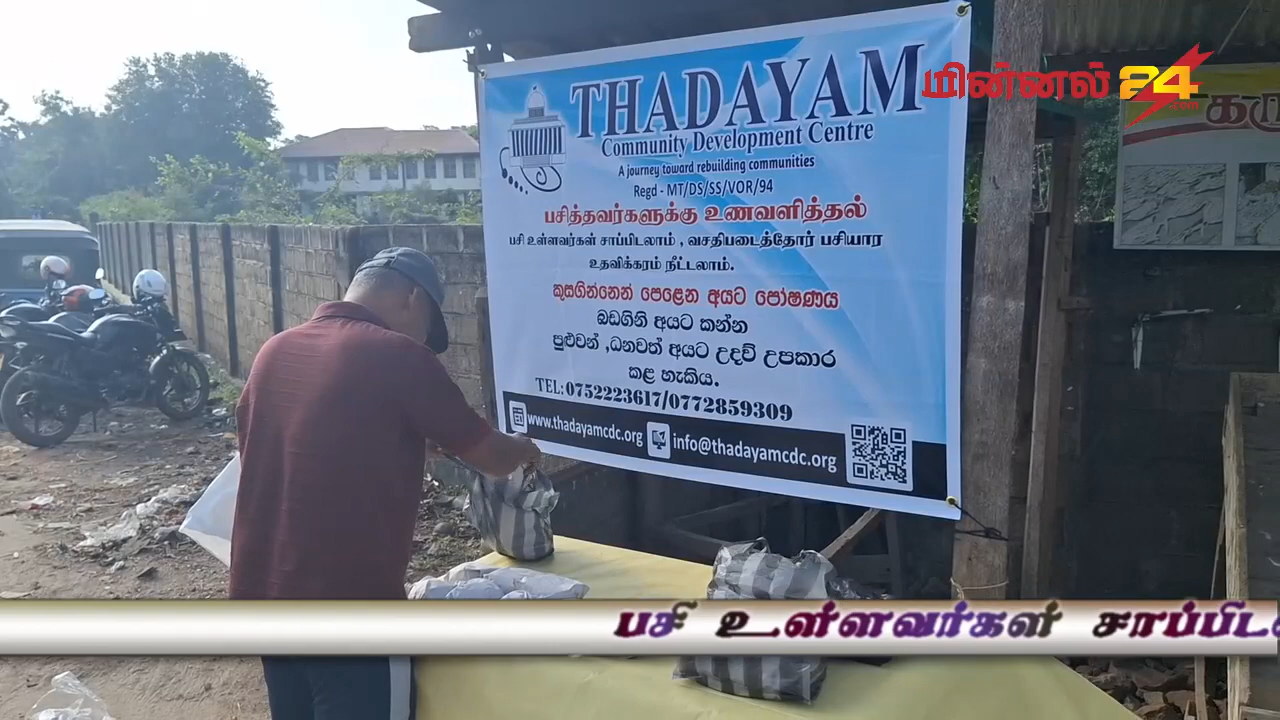 THADAYAM
Community Development Centre
A journey toward rebuilding communities
Regd - MT/DS/SS/VOR/94
பசித்தவர்களுக்கு உணவளித்தல்
பசி உள்ளவர்கள் சாப்பிடலாம் , வசதிபடைத்தோர் பசியார
உதவிக்கரம் நீட்டலாம்.
කුසගින්නෙන් පෙළෙන අයට පෝෂණය
බඩගිනි අයට කන්න
පුළුවන් ,ධනවත් අයට උදව් උපකාර
කළ හැකිය.
TEL:0752223617/0772859309
www.thadayamcdc.org info@thadayamcdc.org
மின்னல் 24
.com
பசி உள்ளவர்கள்